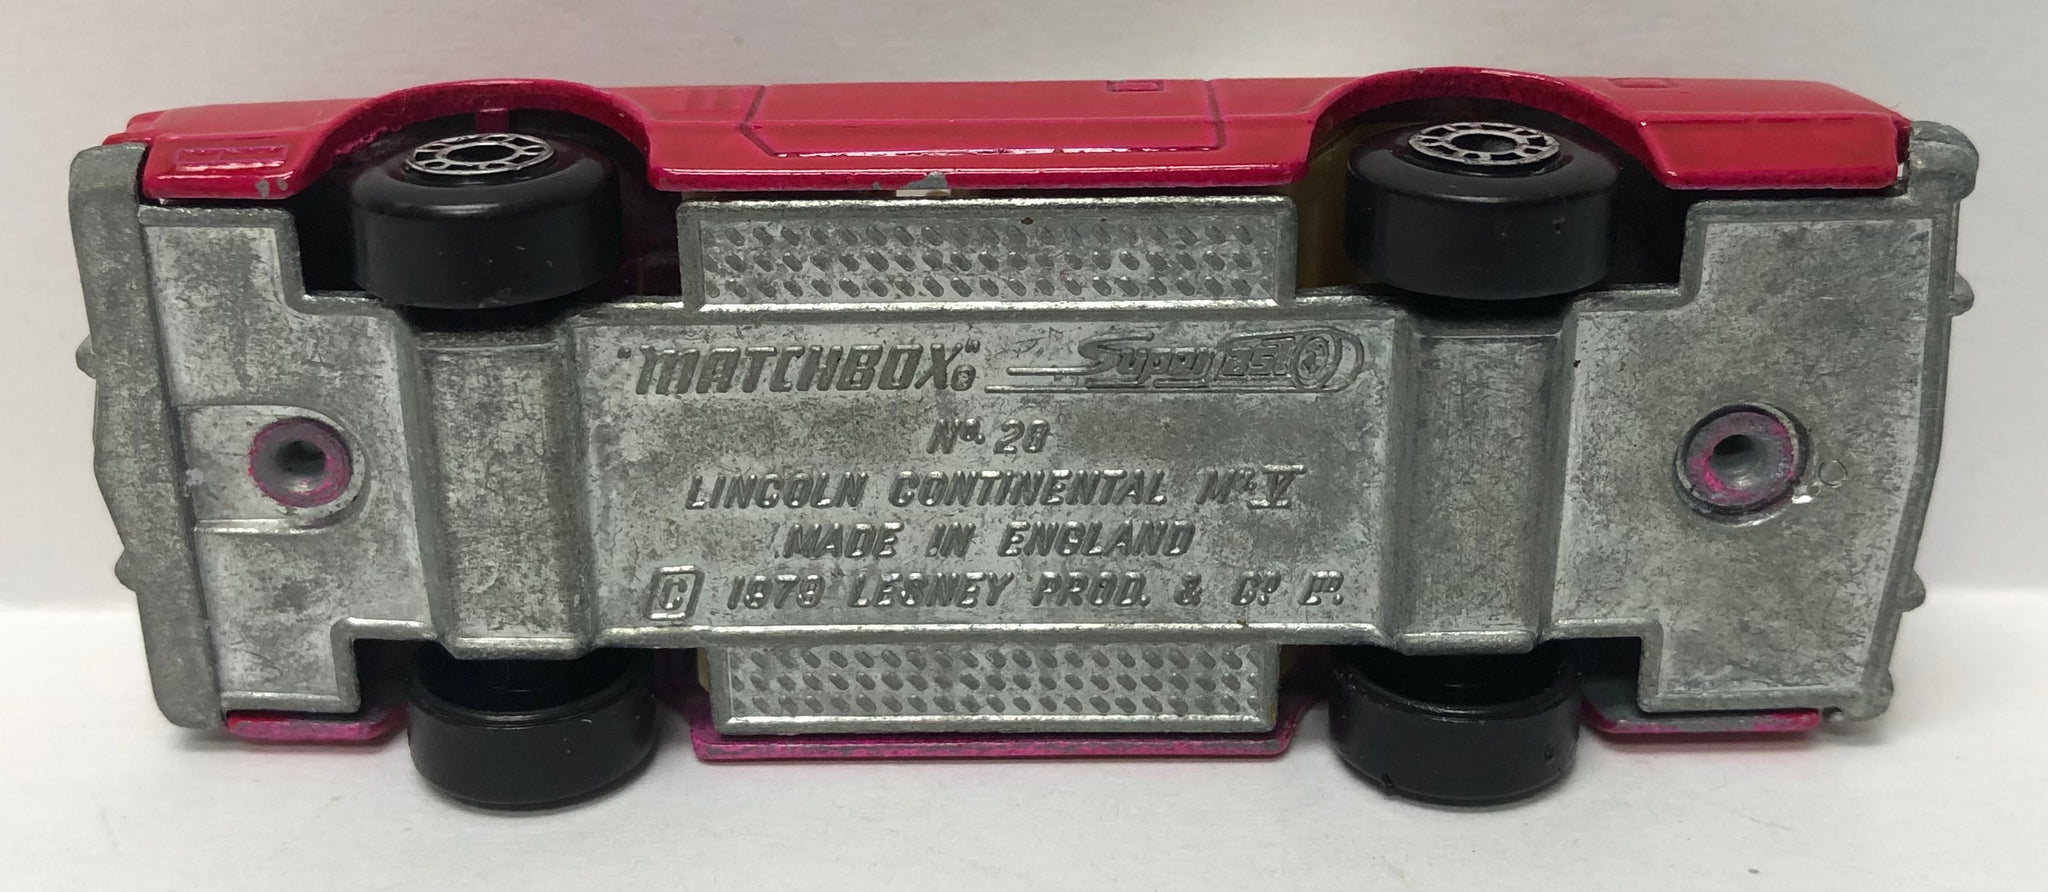 "MATCHBOX"® Superfast
No. 28
LINCOLN CONTINENTAL Mk V
MADE IN ENGLAND
© 1979 LESNEY PROD. & Co. LTD.